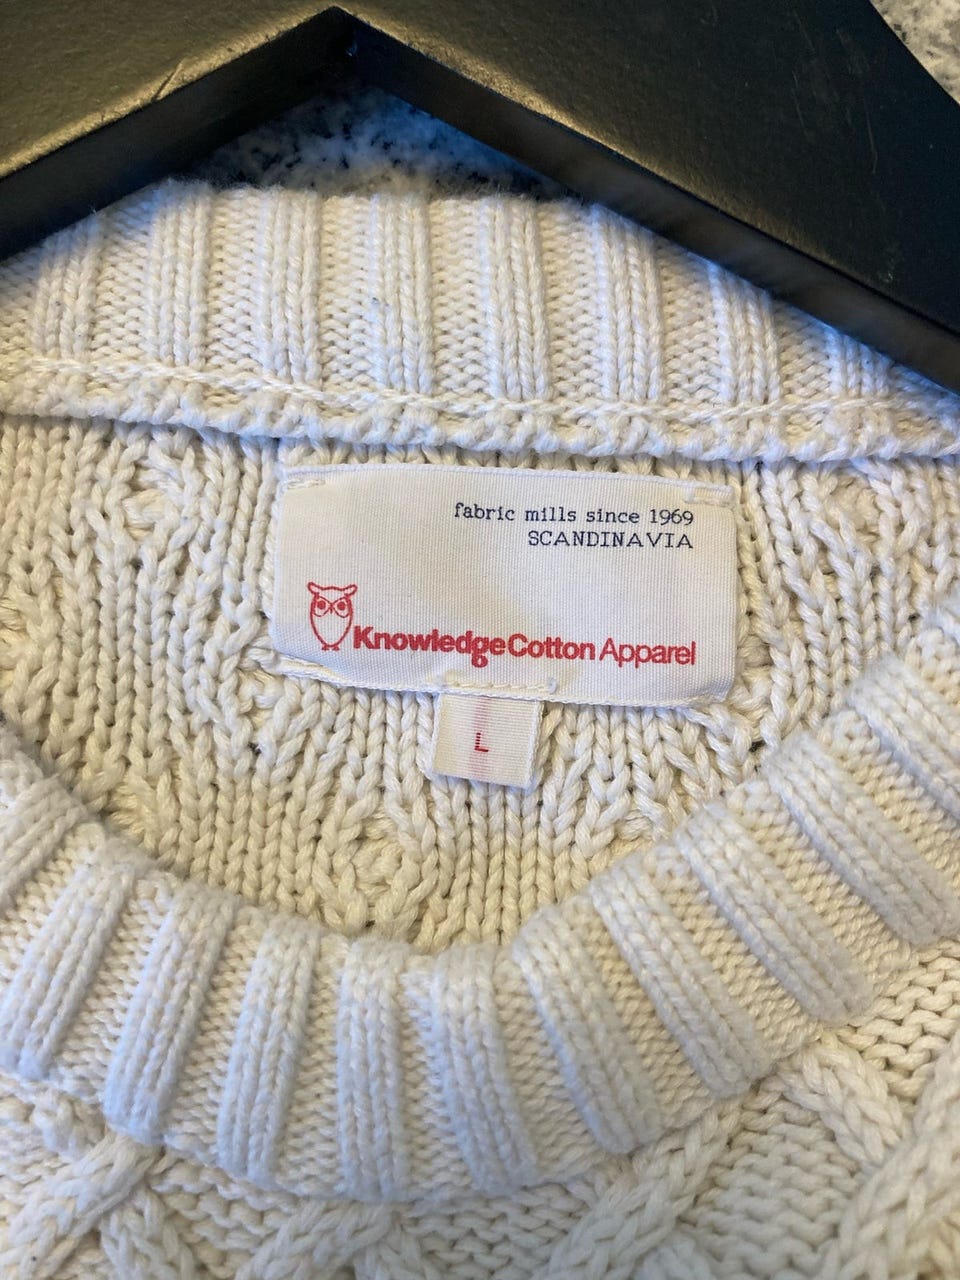 fabric mills since 1969
SCANDINAVIA
KnowledgeCotton Apparel
L